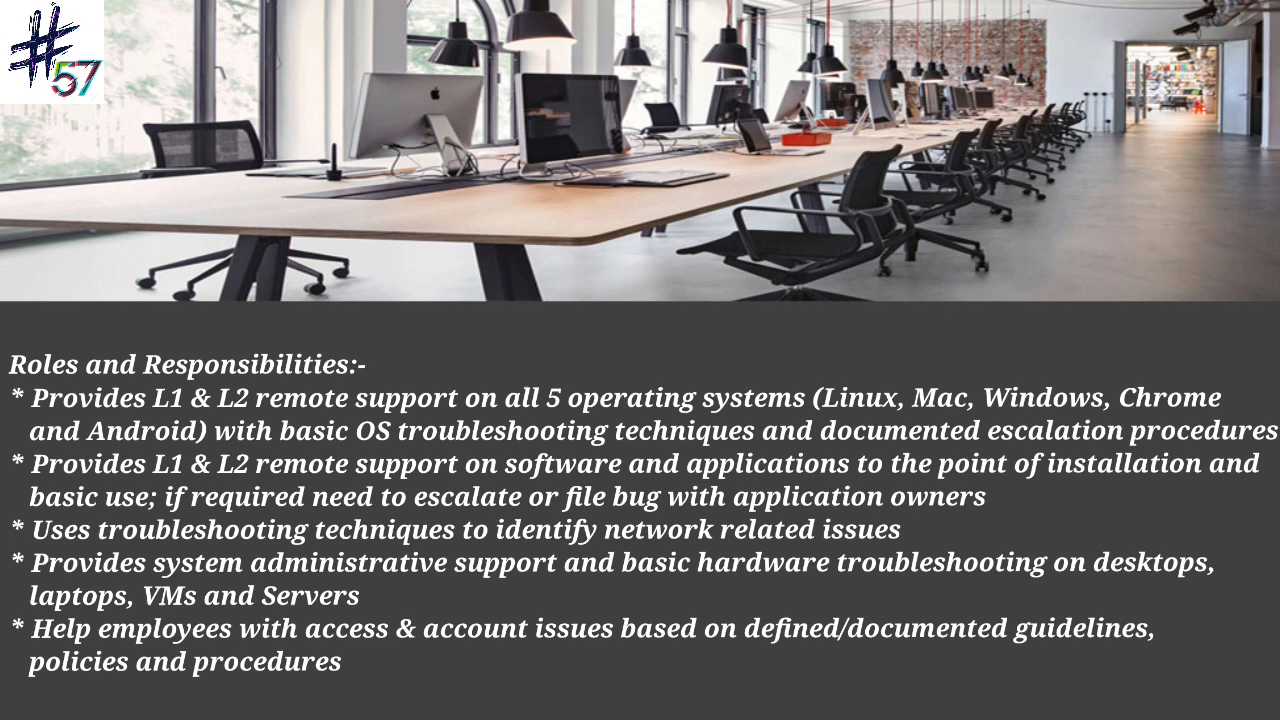 #57
Roles and Responsibilities:-
* Provides L1 & L2 remote support on all 5 operating systems (Linux, Mac, Windows, Chrome
and Android) with basic OS troubleshooting techniques and documented escalation procedures
* Provides L1 & L2 remote support on software and applications to the point of installation and
basic use; if required need to escalate or file bug with application owners
* Uses troubleshooting techniques to identify network related issues
* Provides system administrative support and basic hardware troubleshooting on desktops,
laptops, VMs and Servers
* Help employees with access & account issues based on defined/documented guidelines,
policies and procedures